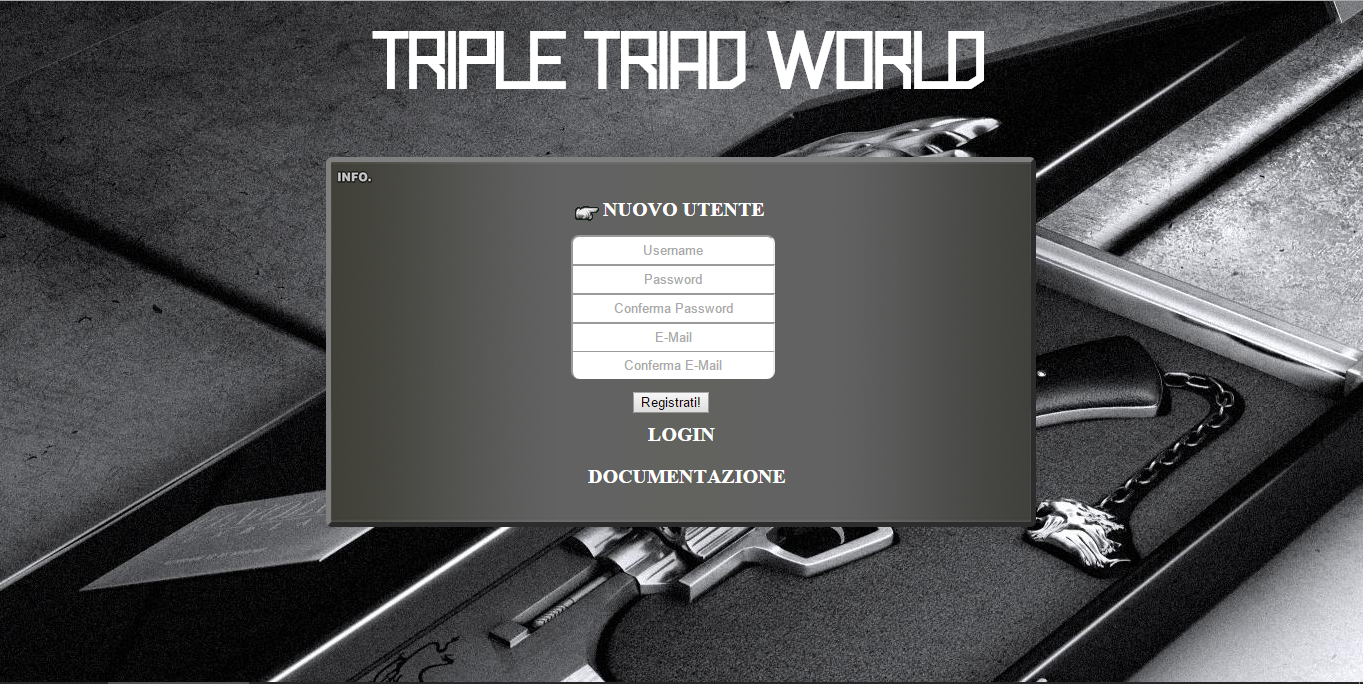 TRIPLE TRIAD WORLD
INFO.
NUOVO UTENTE
Username
Password
Conferma Password
E-Mail
Conferma E-Mail
Registrati!
LOGIN
DOCUMENTAZIONE